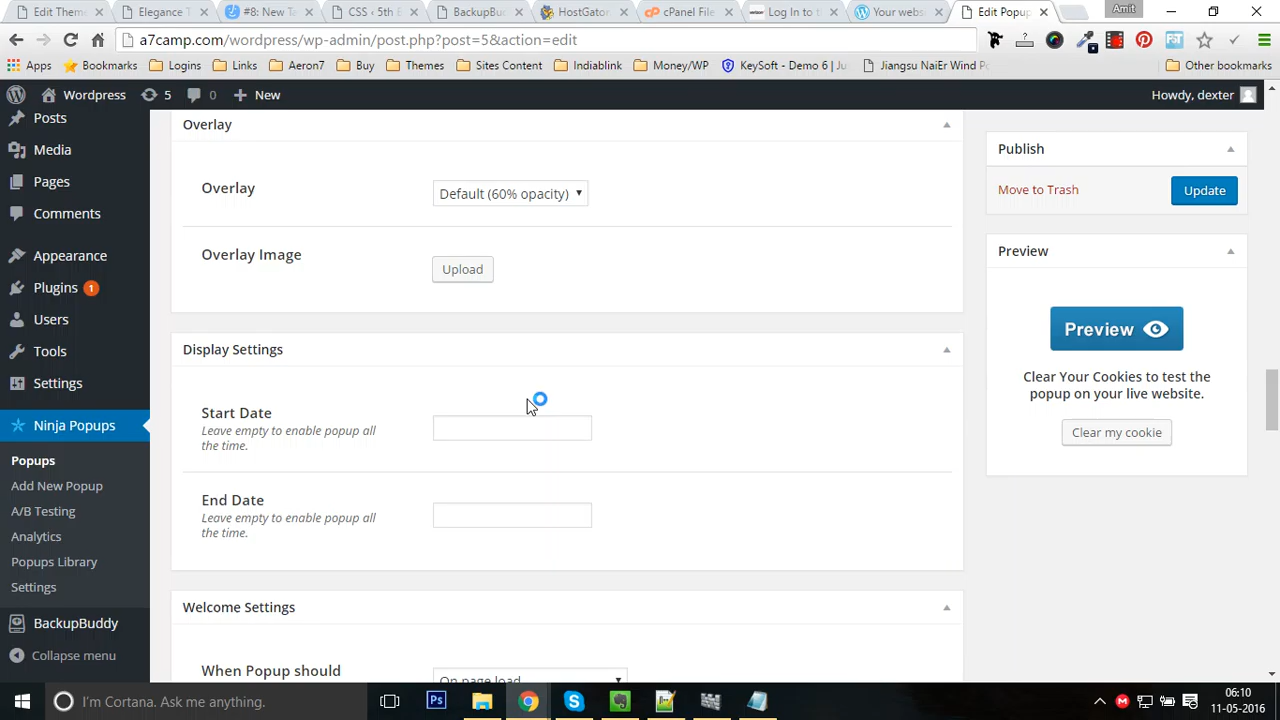 Edit Them
Elegance T
#8: New Ta
CSS ‹ 5th E
BackupBud
HostGator
cPanel File
Log In to th
Your webs
Edit Popup
Amit
a7camp.com/wordpress/wp-admin/post.php?post=5&action=edit
Apps
Bookmarks
Logins
Links
Aeron7
Buy
Themes
Sites Content
Indiablink
Money/WP
KeySoft - Demo 6 | Ju
Jiangsu NaiEr Wind Po
Other bookmarks
Wordpress
5
0
New
Howdy, dexter
Posts
Media
Pages
Comments
Appearance
Plugins 1
Users
Tools
Settings
Ninja Popups
Popups
Add New Popup
A/B Testing
Analytics
Popups Library
Settings
BackupBuddy
Collapse menu
Overlay
Overlay
Default (60% opacity)
Overlay Image
Upload
Display Settings
Start Date
Leave empty to enable popup all
the time.
End Date
Leave empty to enable popup all
the time.
Welcome Settings
When Popup should
On page load
Publish
Move to Trash
Update
Preview
Preview
Clear Your Cookies to test the
popup on your live website.
Clear my cookie
I'm Cortana. Ask me anything.
06:10
11-05-2016